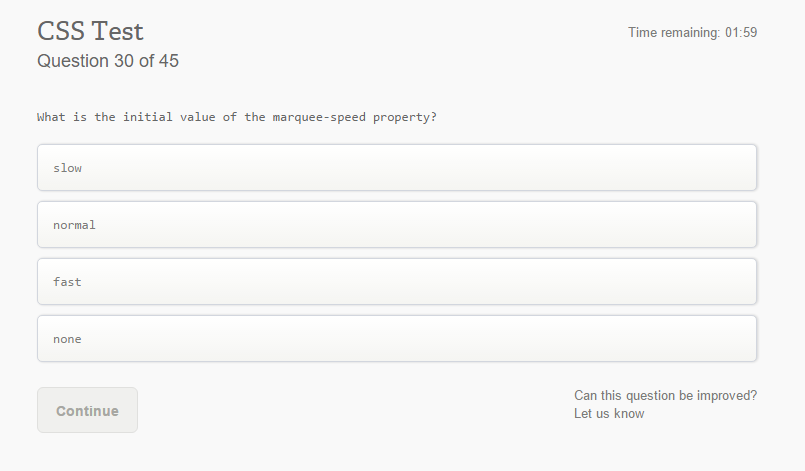 CSS Test
Time remaining: 01:59
Question 30 of 45
What is the initial value of the marquee-speed property?
slow
normal
fast
none
Continue
Can this question be improved?
Let us know